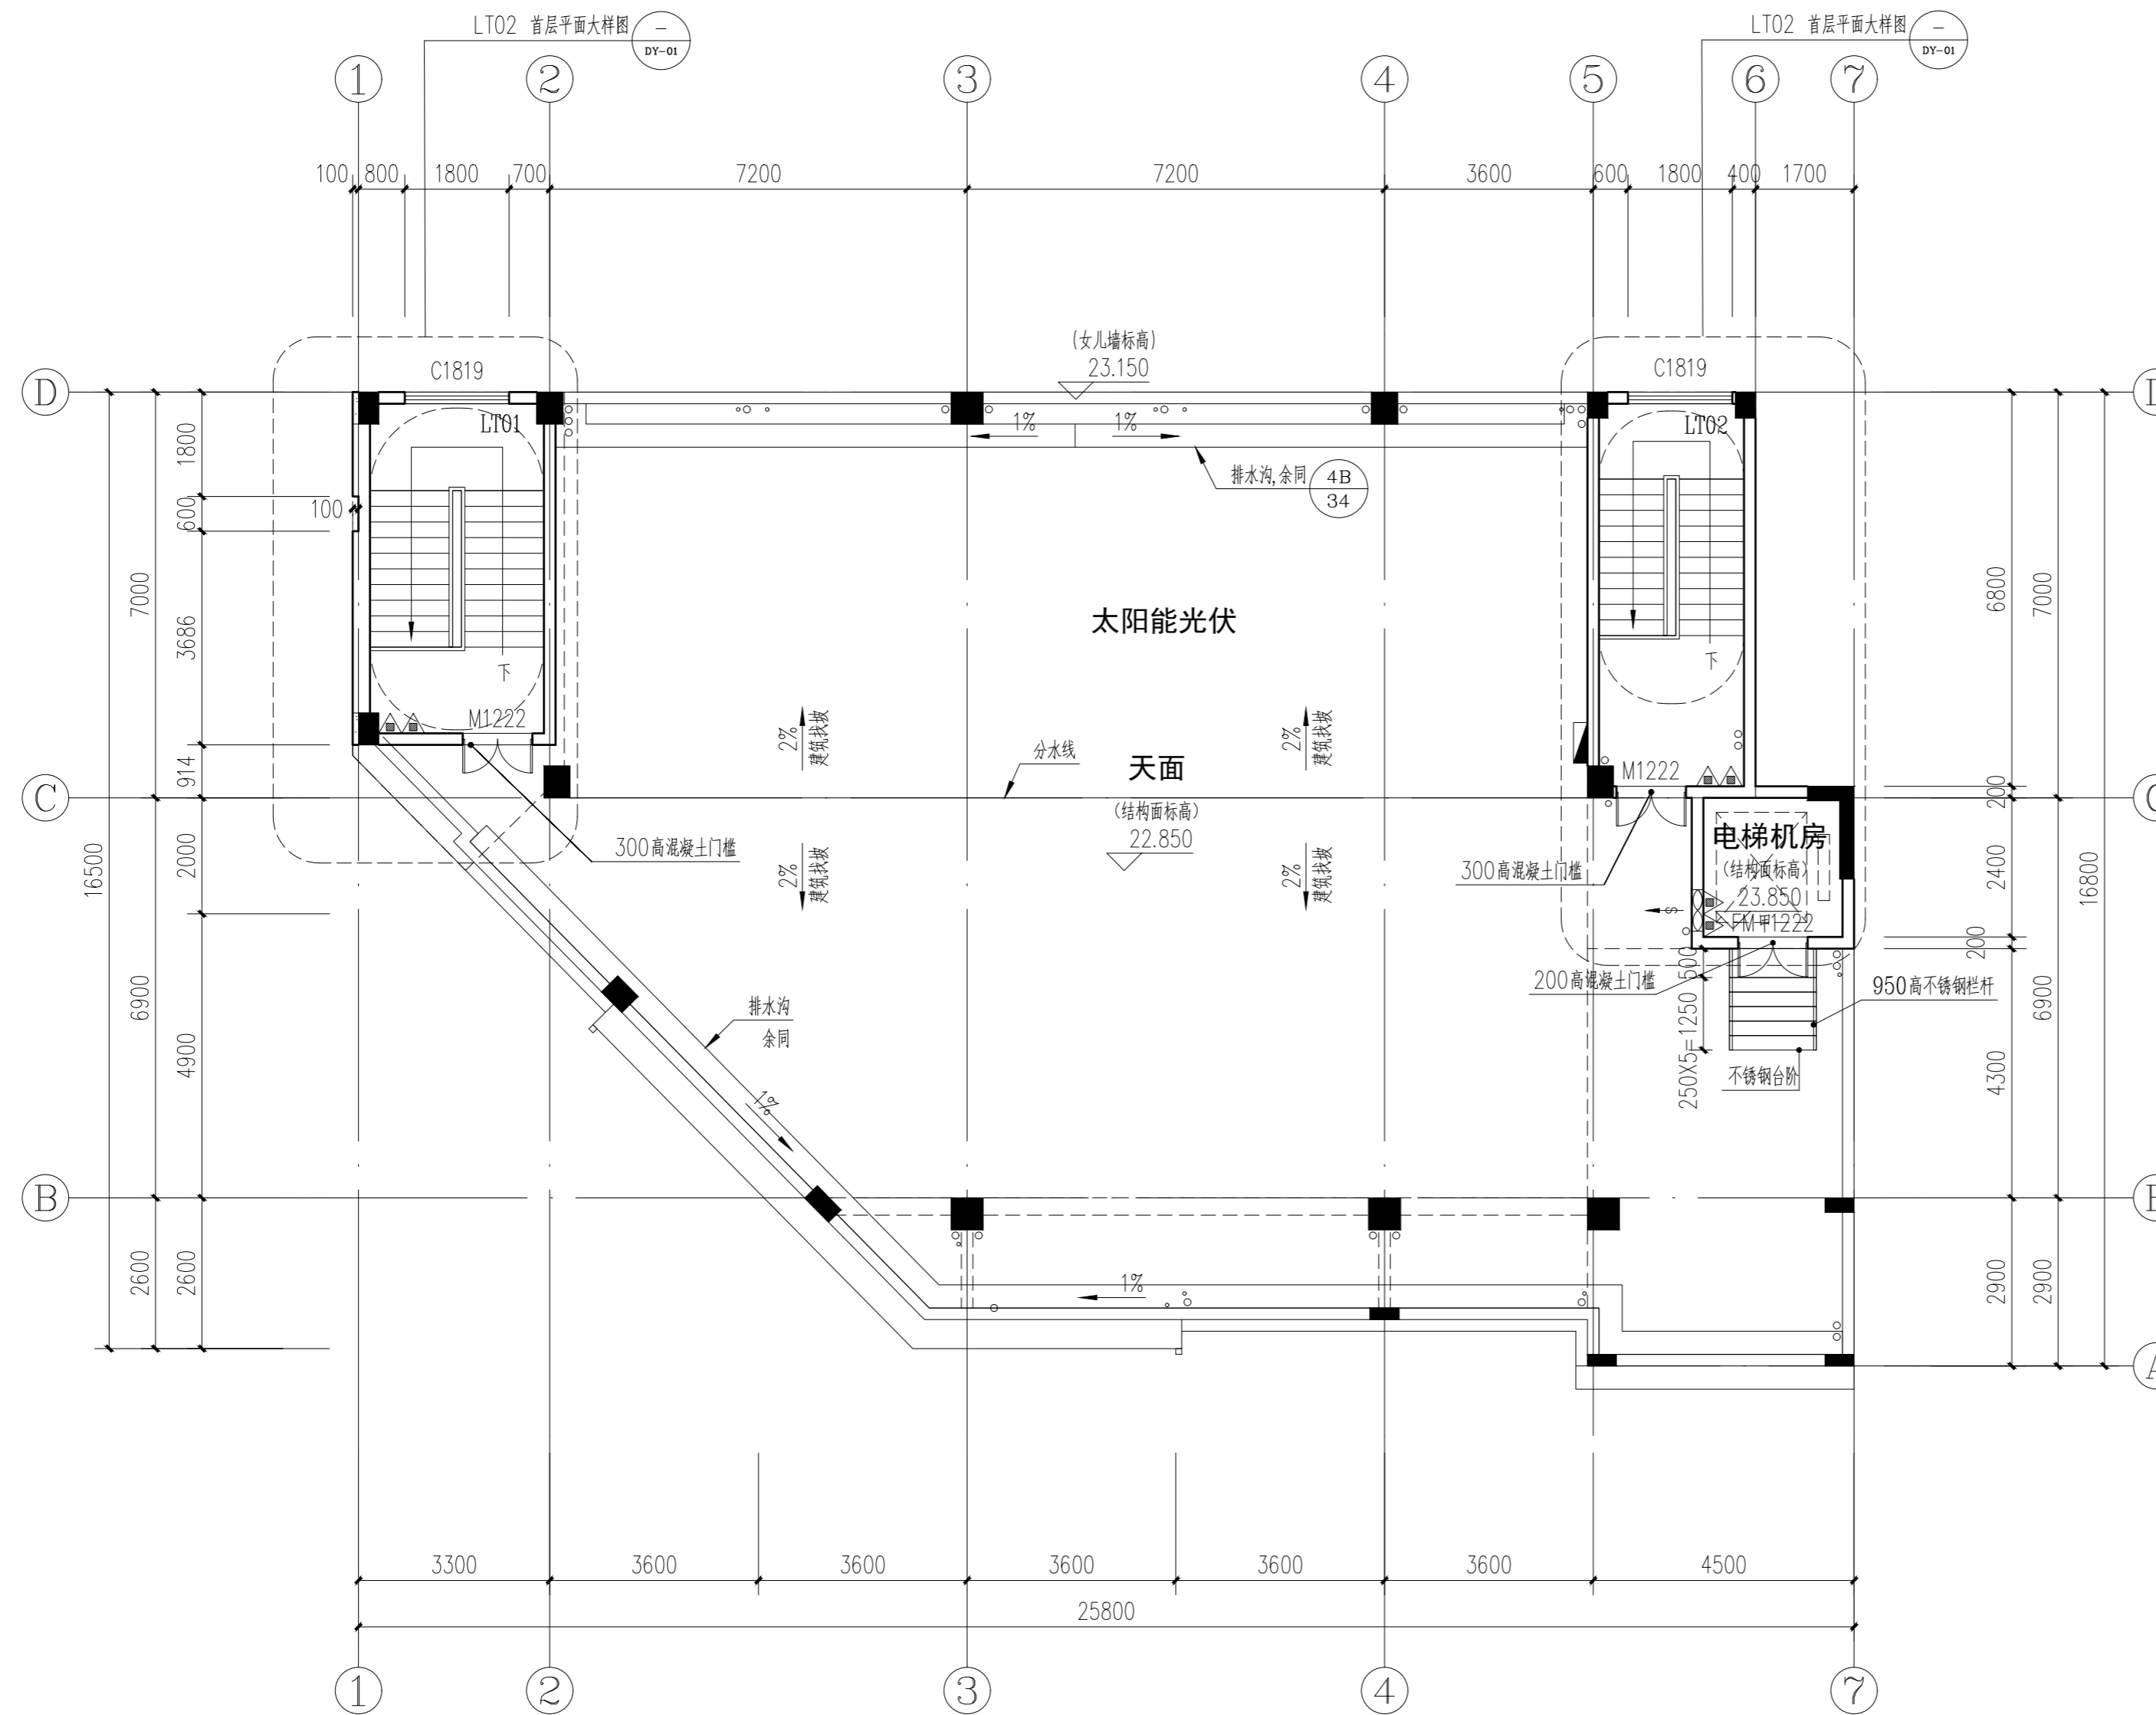 LT02 首层平面大样图
—
DY-01
LT02 首层平面大样图
—
DY-01
1
2
3
4
5
6
7
100
800
1800
700
7200
7200
3600
600
1800
400
1700
(女儿墙标高)
23.150
C1819
C1819
D
LT01
LT02
1%
1%
排水沟,余同
4B
34
1800
600
100
7000
3686
太阳能光伏
6800
7000
下
下
M1222
2%
建筑找坡
2%
建筑找坡
分水线
天面
(结构面标高)
22.850
M1222
914
C
200
电梯机房
(结构面标高)
23.850
FM甲1222
300高混凝土门槛
300高混凝土门槛
2%
建筑找坡
2%
建筑找坡
S
16500
2000
2400
16800
200
500
200高混凝土门槛
950高不锈钢栏杆
250X5=1250
不锈钢台阶
排水沟
余同
6900
4900
1%
4300
6900
B
2600
2600
1%
2900
2900
3300
3600
3600
3600
3600
3600
4500
25800
1
2
3
4
7